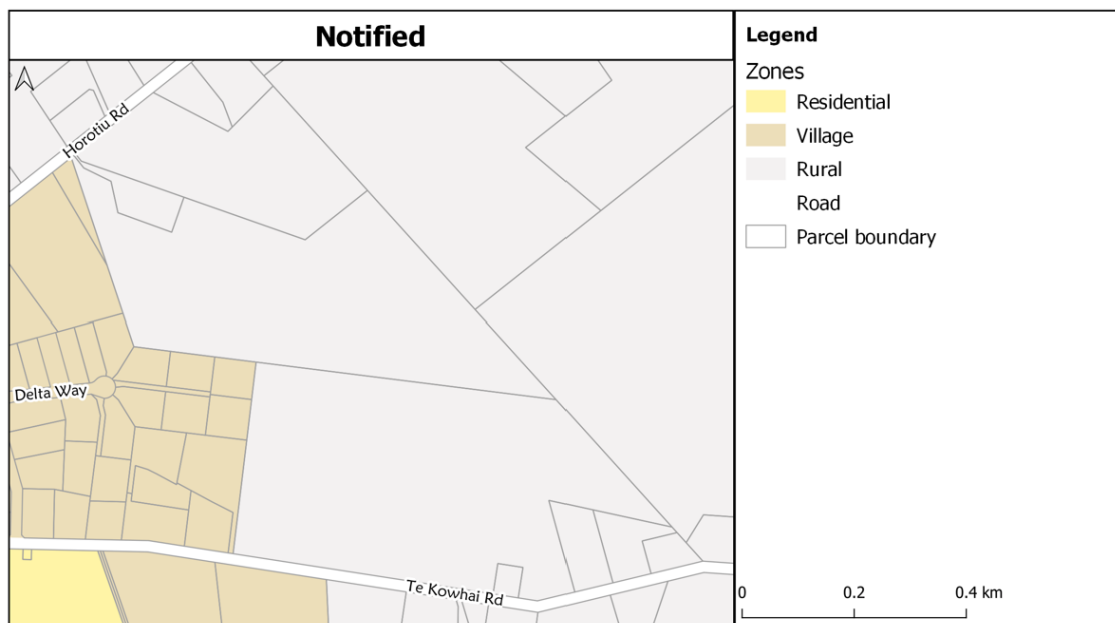 Notified
Horotiu Rd
Delta Way
Te Kowhai Rd
Legend
Zones
Residential
Village
Rural
Road
Parcel boundary
0 0.2 0.4 km